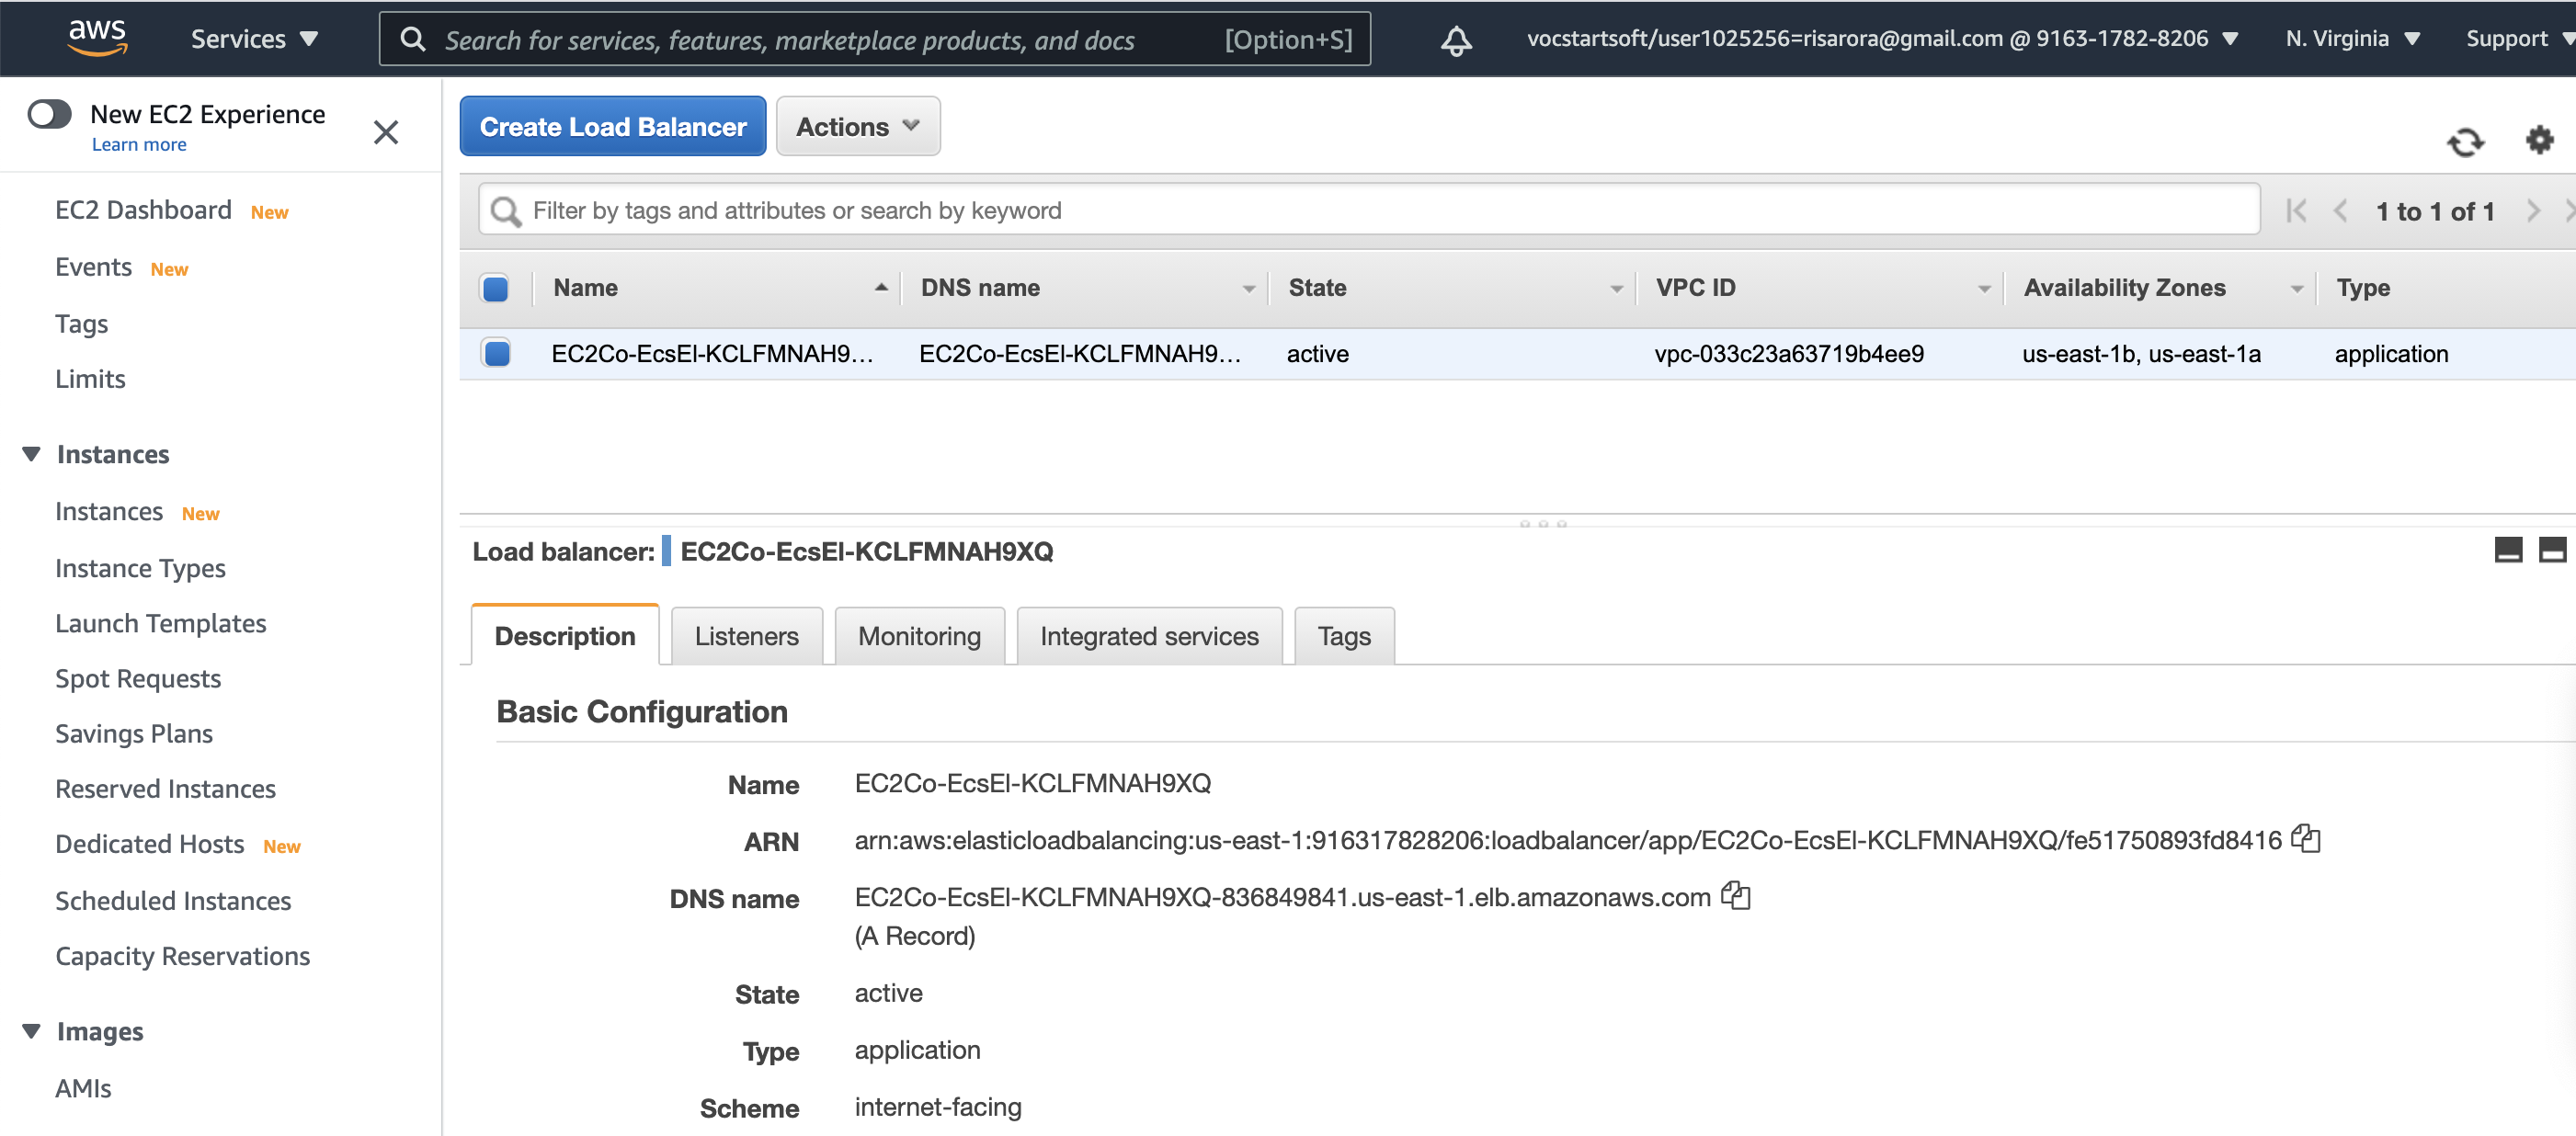 aws Services Search for services, features, marketplace products, and docs [Option+S] vocstartsoft/user1025256=risarora@gmail.com @ 9163-1782-8206 N. Virginia Support
New EC2 Experience
Learn more
EC2 Dashboard New
Events New
Tags
Limits
Instances
Instances New
Instance Types
Launch Templates
Spot Requests
Savings Plans
Reserved Instances
Dedicated Hosts New
Scheduled Instances
Capacity Reservations
Images
AMIs
Create Load Balancer Actions
Filter by tags and attributes or search by keyword 1 to 1 of 1
Name DNS name State VPC ID Availability Zones Type
EC2Co-EcsEl-KCLFMNAH9... EC2Co-EcsEl-KCLFMNAH9... active vpc-033c23a63719b4ee9 us-east-1b, us-east-1a application
Load balancer: EC2Co-EcsEl-KCLFMNAH9XQ
Description Listeners Monitoring Integrated services Tags
Basic Configuration
Name EC2Co-EcsEl-KCLFMNAH9XQ
ARN arn:aws:elasticloadbalancing:us-east-1:916317828206:loadbalancer/app/EC2Co-EcsEl-KCLFMNAH9XQ/fe51750893fd8416
DNS name EC2Co-EcsEl-KCLFMNAH9XQ-836849841.us-east-1.elb.amazonaws.com
(A Record)
State active
Type application
Scheme internet-facing